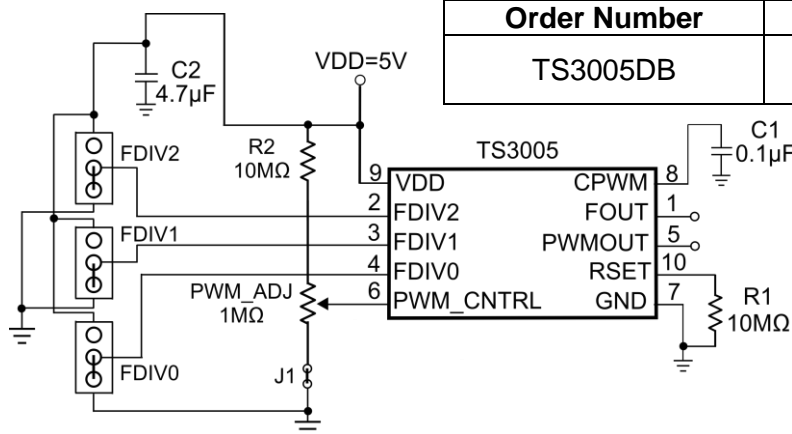 Order Number
TS3005DB
VDD=5V
C2
4.7µF
FDIV2
R2
10MΩ
TS3005
C1
0.1µF
9
VDD
CPWM
8
2
FDIV2
FOUT
1
FDIV1
3
FDIV1
PWMOUT
5
4
FDIV0
RSET
10
PWM_ADJ
1MΩ
6
PWM_CNTRL
GND
7
R1
10MΩ
FDIV0
J1